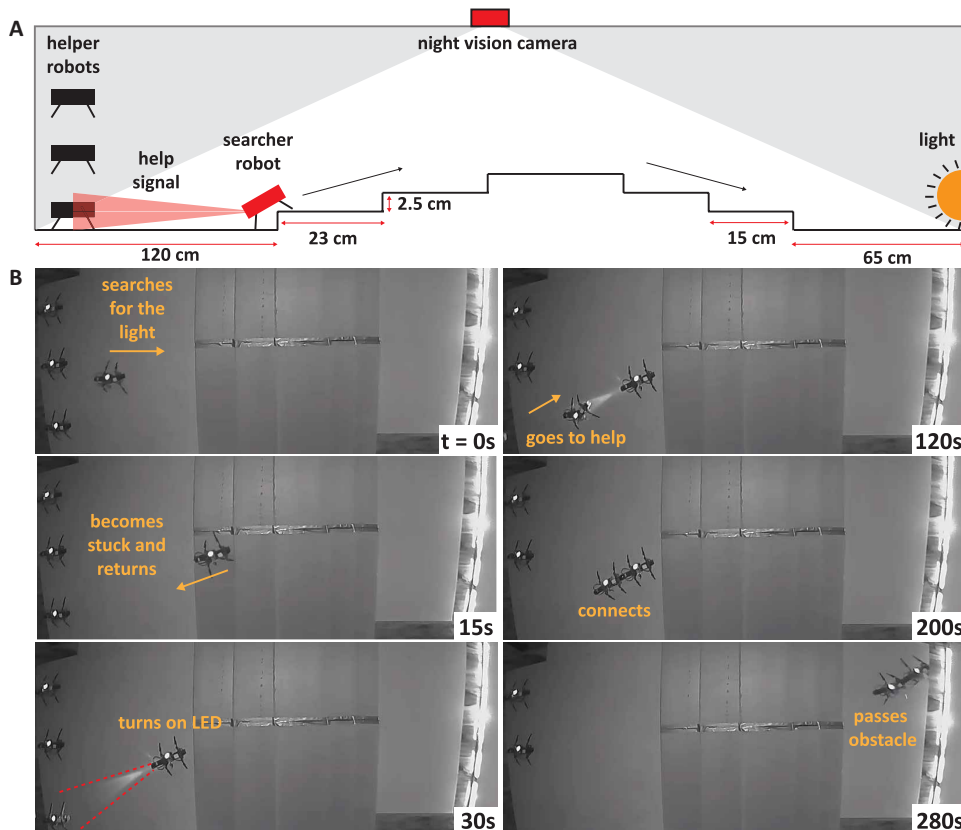 A
helper
robots
night vision camera
searcher
robot
help
signal
light
2.5 cm
23 cm
15 cm
120 cm
65 cm
B
searches
for the
light
t = 0s
goes to help
120s
becomes
stuck and
returns
15s
connects
200s
turns on LED
30s
passes
obstacle
280s